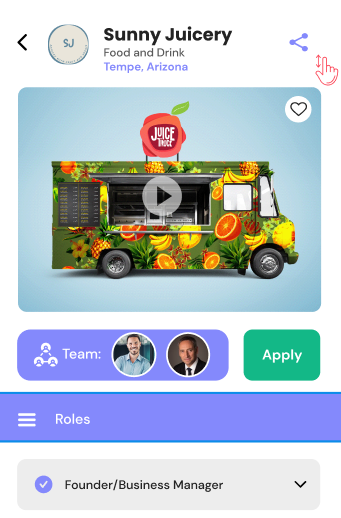 SJ
Sunny Juicery
Food and Drink
Tempe, Arizona
JUICE
TRUCK
Team:
Apply
Roles
Founder/Business Manager